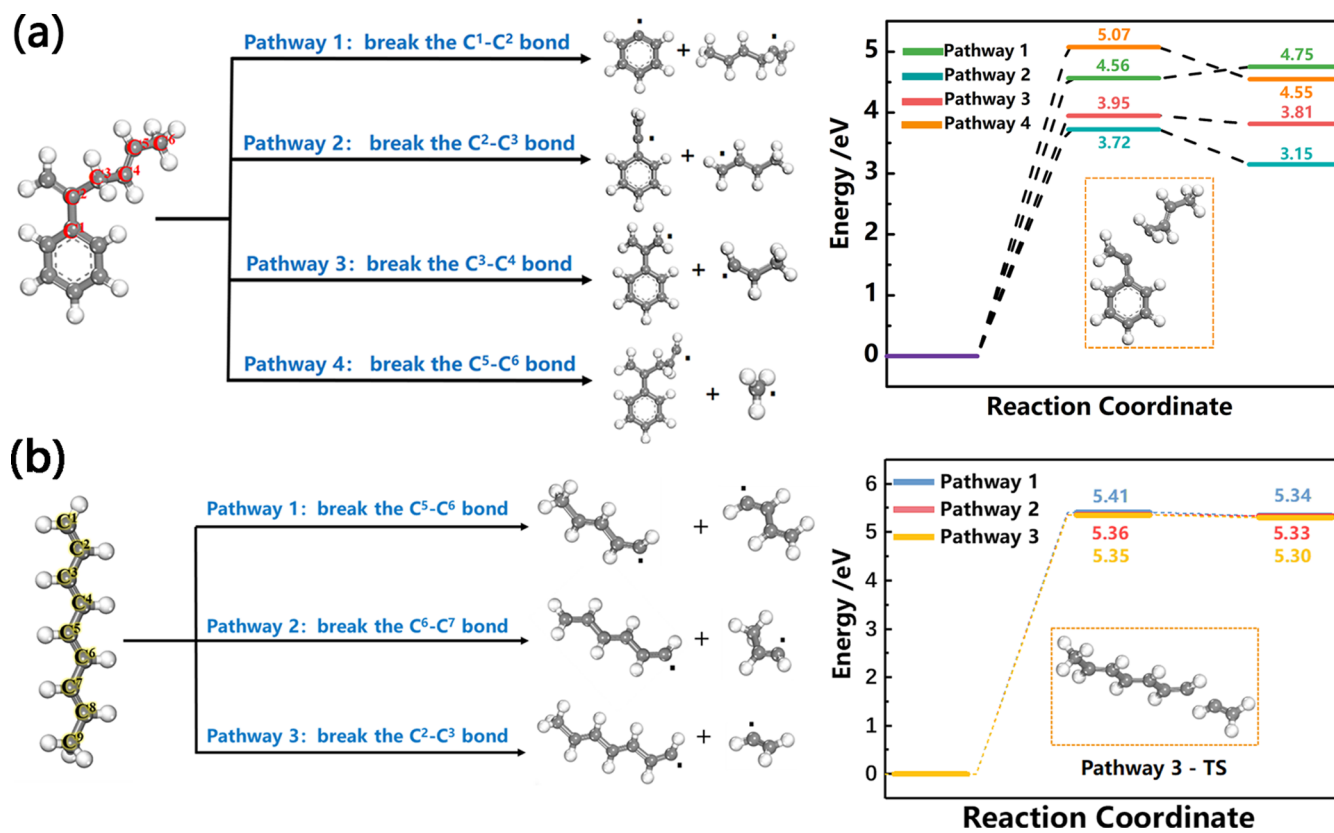 (a)
Pathway 1: break the C¹-C² bond
Pathway 2: break the C²-C³ bond
Pathway 3: break the C³-C⁴ bond
Pathway 4: break the C⁵-C⁶ bond
+
+
+
+
C⁵ C⁶
C³ C⁴
C²
C¹
Energy /eV
5
4
3
2
1
0
Pathway 1
Pathway 2
Pathway 3
Pathway 4
5.07
4.56
3.95
3.72
4.75
4.55
3.81
3.15
Reaction Coordinate
(b)
C¹
C²
C³
C⁴
C⁵
C⁶
C⁷
C⁸
C⁹
Pathway 1: break the C⁵-C⁶ bond
Pathway 2: break the C⁶-C⁷ bond
Pathway 3: break the C²-C³ bond
+
+
+
Energy /eV
6
5
4
3
2
1
0
Pathway 1
Pathway 2
Pathway 3
5.41
5.36
5.35
5.34
5.33
5.30
Pathway 3 - TS
Reaction Coordinate